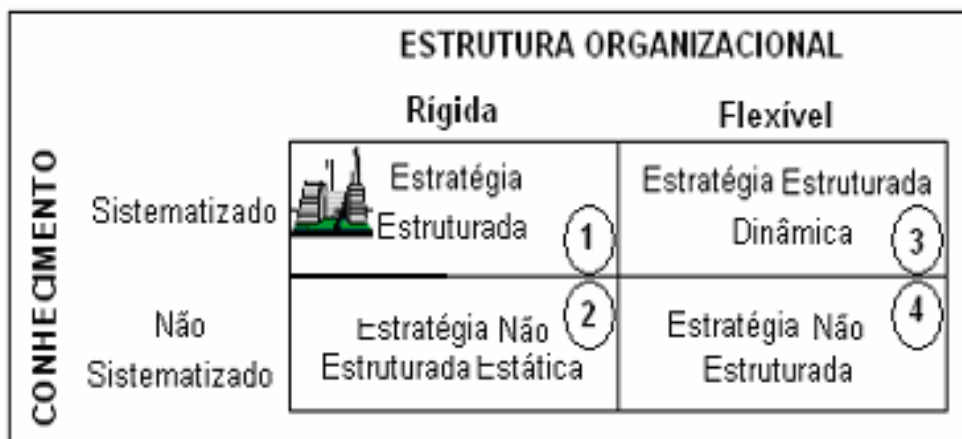 ESTRUTURA ORGANIZACIONAL
Rígida
Flexível
CONHECIMENTO
Sistematizado
Estratégia
Estruturada
1
Estratégia Estruturada
Dinâmica
3
Não
Sistematizado
Estratégia Não
Estruturada Estática
2
Estratégia Não
Estruturada
4